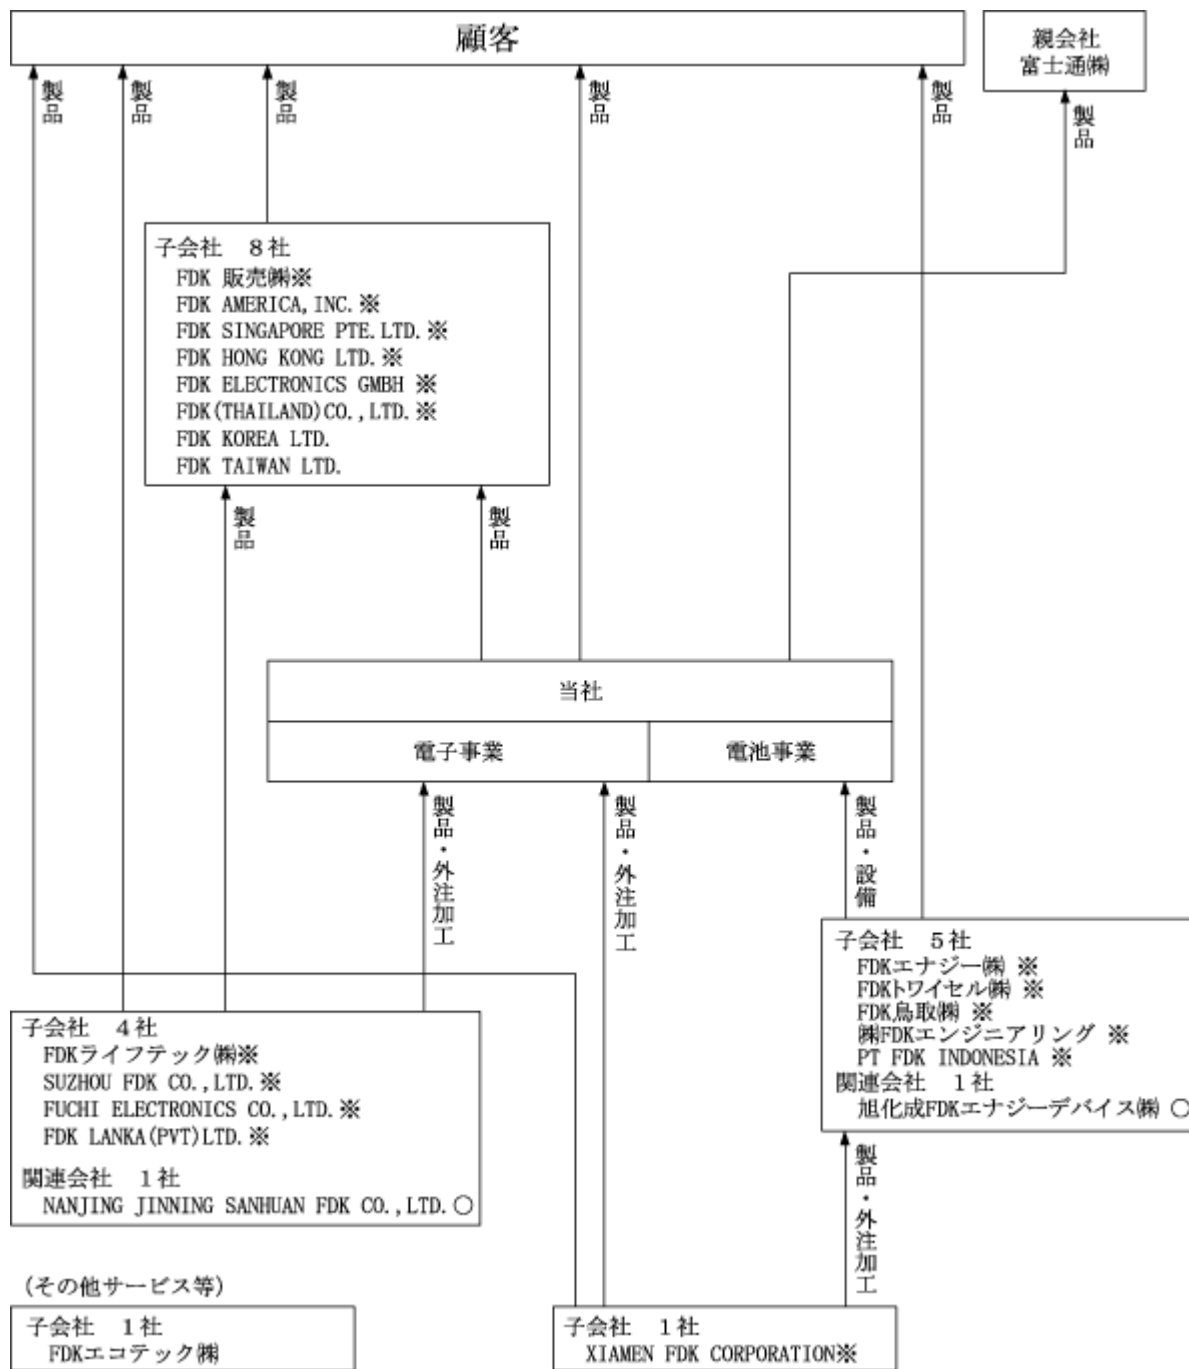 顧客
親会社
富士通㈱
製品
製品
製品
製品
製品
製品
子会社　８社
FDK 販売㈱※
FDK AMERICA,INC.※
FDK SINGAPORE PTE.LTD.※
FDK HONG KONG LTD.※
FDK ELECTRONICS GMBH ※
FDK(THAILAND)CO.,LTD.※
FDK KOREA LTD.
FDK TAIWAN LTD.
製品
製品
当社
電子事業
電池事業
製品・外注加工
製品・外注加工
製品・設備
子会社　５社
FDKエナジー㈱ ※
FDKトワイセル㈱ ※
FDK鳥取㈱ ※
㈱FDKエンジニアリング ※
PT FDK INDONESIA ※
関連会社　１社
旭化成FDKエナジーデバイス㈱ ○
子会社　４社
FDKライフテック㈱※
SUZHOU FDK CO.,LTD.※
FUCHI ELECTRONICS CO.,LTD.※
FDK LANKA(PVT)LTD.※
関連会社　１社
NANJING JINNING SANHUAN FDK CO.,LTD.○
製品・外注加工
(その他サービス等)
子会社　１社
FDKエコテック㈱
子会社　１社
XIAMEN FDK CORPORATION※